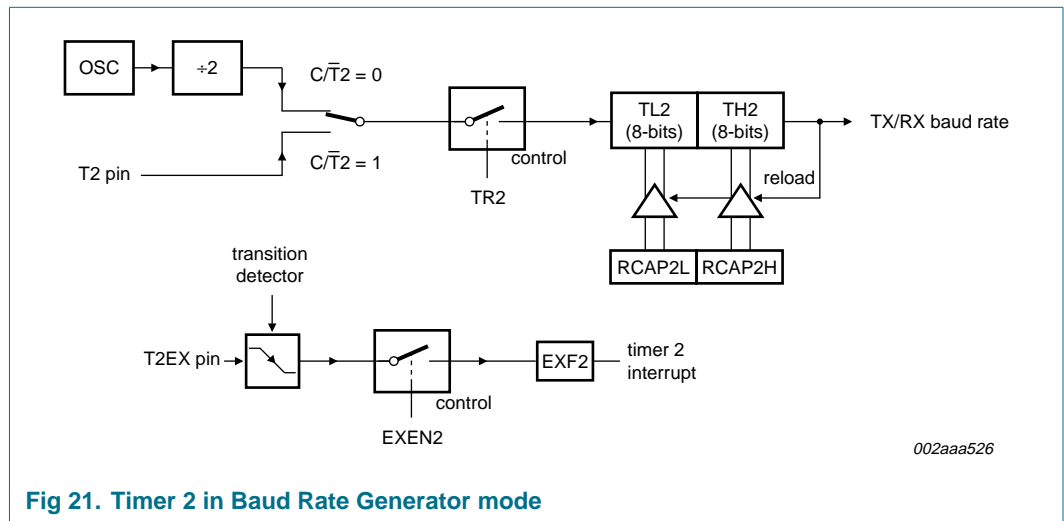 OSC
÷2
C/T̅2 = 0
C/T̅2 = 1
T2 pin
control
TR2
TL2
(8-bits)
TH2
(8-bits)
TX/RX baud rate
reload
RCAP2L
RCAP2H
transition
detector
T2EX pin
control
EXEN2
EXF2
timer 2
interrupt
002aaa526
Fig 21. Timer 2 in Baud Rate Generator mode